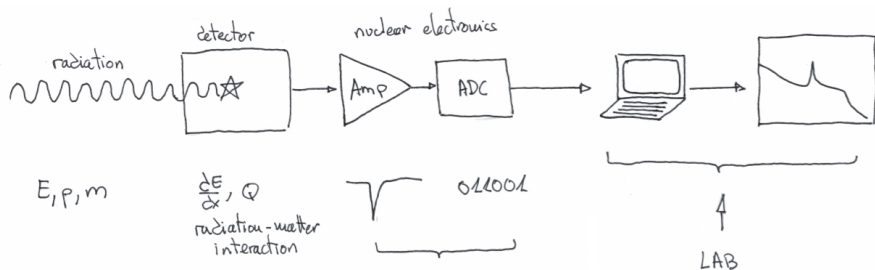 nuclear electronics
detector
radiation
Amp
ADC
E, p, m
dE/dx, Q
011001
radiation-matter
interaction
LAB